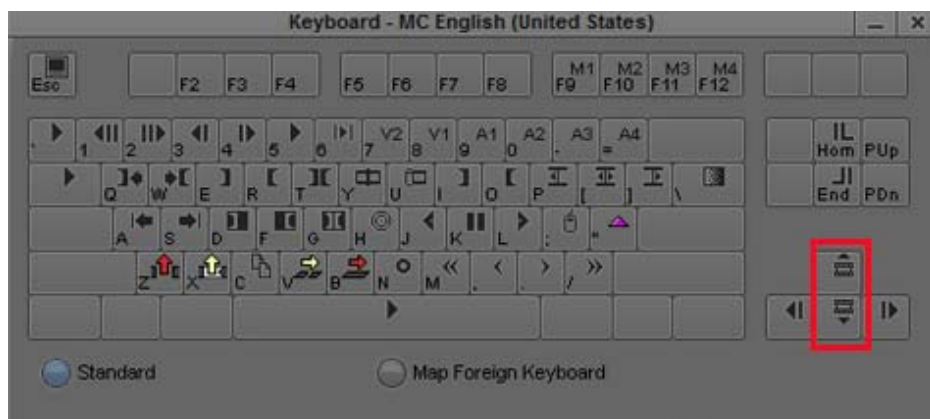 Keyboard - MC English (United States)
Esc F2 F3 F4 F5 F6 F7 F8 M1 F9 M2 F10 M3 F11 M4 F12
` 1 2 3 4 5 6 V2 7 V1 8 A1 9 A2 0 A3 - A4 =
Hom PUp
Q W E R T Y U I O P [ ] \
End PDn
A S D F G H J K L ; "
Z X C V B N M , . /
Standard Map Foreign Keyboard